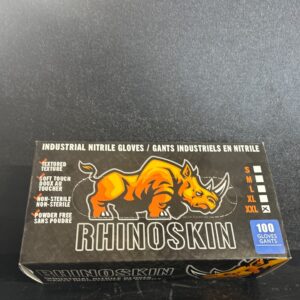 INDUSTRIAL NITRILE GLOVES / GANTS INDUSTRIELS EN NITRILE
TEXTURED
TEXTURE
SOFT TOUCH
DOUX AU
TOUCHER
NON-STERILE
NON-STÉRILE
POWDER FREE
SANS POUDRE
S
M
L
XL
XXL
RHINOSKIN
100
GLOVES
GANTS
INDUSTRIAL NITRILE GLOVES
RHINOSKIN